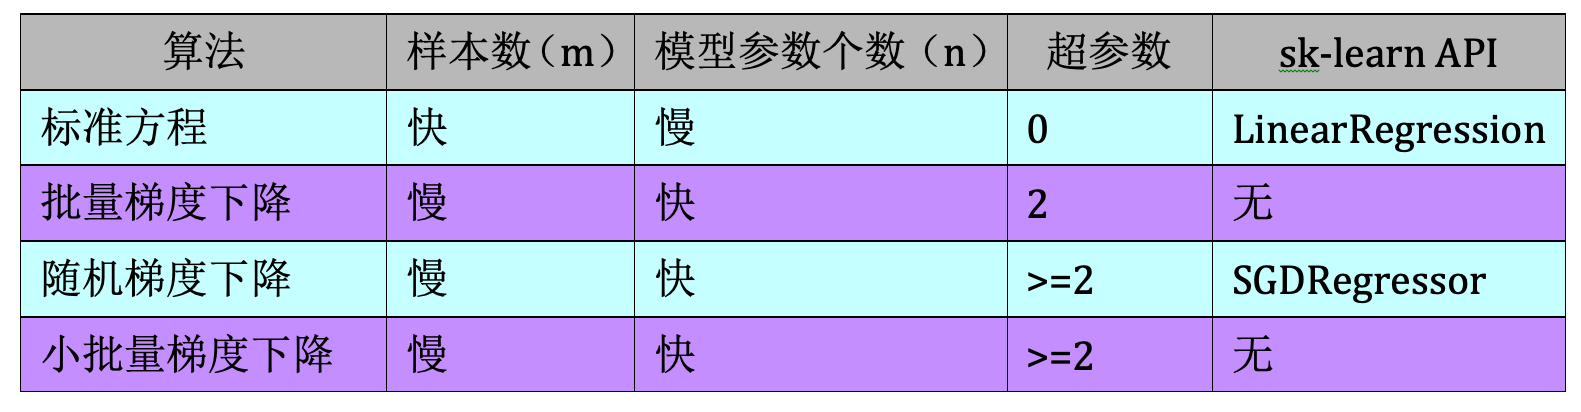 算法 样本数（m） 模型参数个数（n） 超参数 sk-learn API
标准方程 快 慢 0 LinearRegression
批量梯度下降 慢 快 2 无
随机梯度下降 慢 快 >=2 SGDRegressor
小批量梯度下降 慢 快 >=2 无